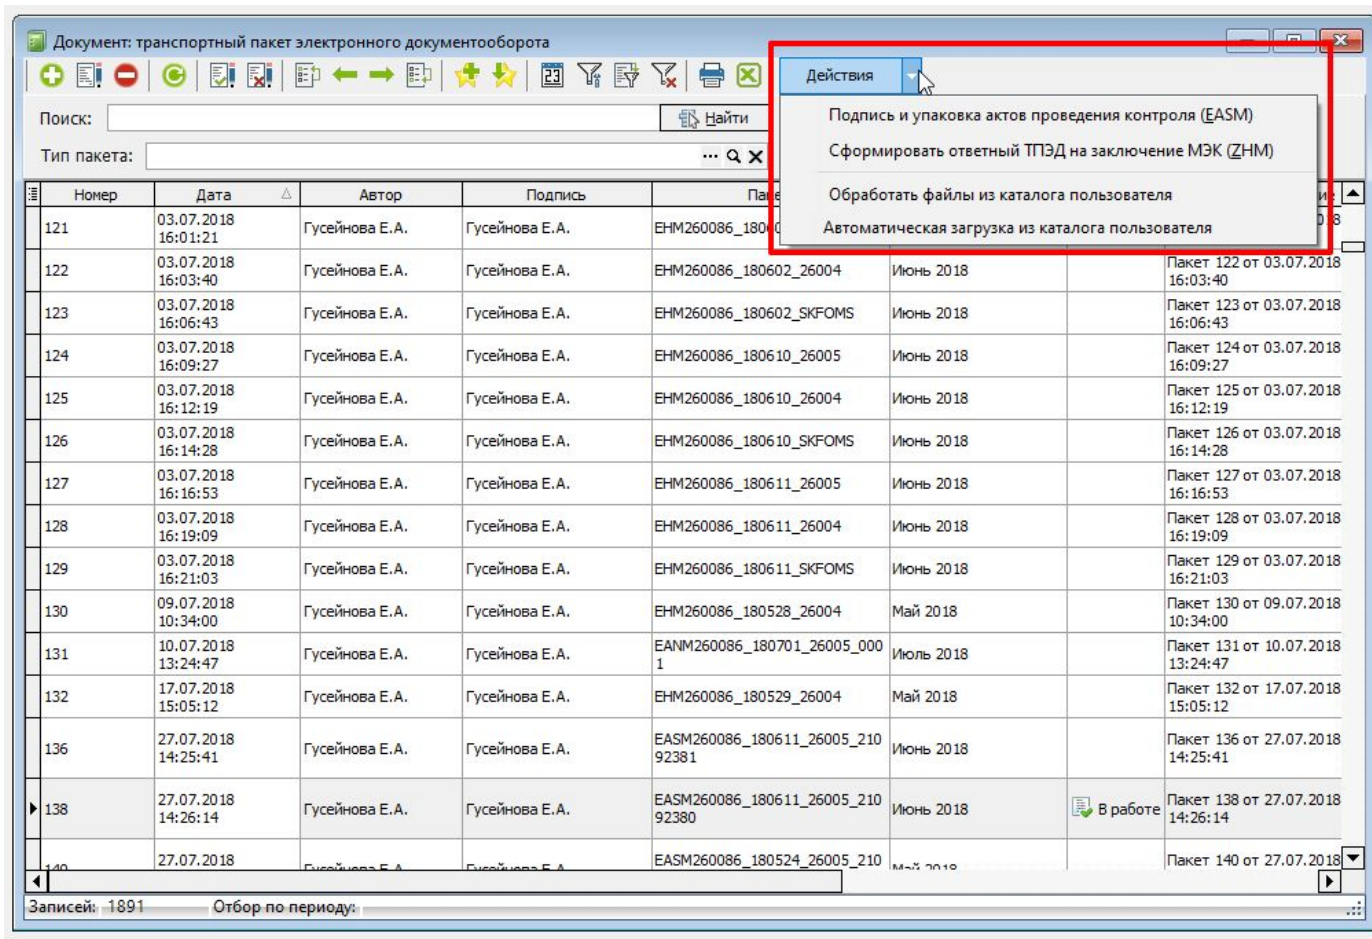 Документ: транспортный пакет электронного документооборота
23
Действия
Поиск:
Найти
Тип пакета:
Подпись и упаковка актов проведения контроля (EASM)
Сформировать ответный ТПЭД на заключение МЭК (ZHM)
Обработать файлы из каталога пользователя
Автоматическая загрузка из каталога пользователя
Номер Дата Автор Подпись
121 03.07.2018 16:01:21 Гусейнова Е.А. Гусейнова Е.А.
122 03.07.2018 16:03:40 Гусейнова Е.А. Гусейнова Е.А. EHM260086_180602_26004 Июнь 2018 Пакет 122 от 03.07.2018 16:03:40
123 03.07.2018 16:06:43 Гусейнова Е.А. Гусейнова Е.А. EHM260086_180602_SKFOMS Июнь 2018 Пакет 123 от 03.07.2018 16:06:43
124 03.07.2018 16:09:27 Гусейнова Е.А. Гусейнова Е.А. EHM260086_180610_26005 Июнь 2018 Пакет 124 от 03.07.2018 16:09:27
125 03.07.2018 16:12:19 Гусейнова Е.А. Гусейнова Е.А. EHM260086_180610_26004 Июнь 2018 Пакет 125 от 03.07.2018 16:12:19
126 03.07.2018 16:14:28 Гусейнова Е.А. Гусейнова Е.А. EHM260086_180610_SKFOMS Июнь 2018 Пакет 126 от 03.07.2018 16:14:28
127 03.07.2018 16:16:53 Гусейнова Е.А. Гусейнова Е.А. EHM260086_180611_26005 Июнь 2018 Пакет 127 от 03.07.2018 16:16:53
128 03.07.2018 16:19:09 Гусейнова Е.А. Гусейнова Е.А. EHM260086_180611_26004 Июнь 2018 Пакет 128 от 03.07.2018 16:19:09
129 03.07.2018 16:21:03 Гусейнова Е.А. Гусейнова Е.А. EHM260086_180611_SKFOMS Июнь 2018 Пакет 129 от 03.07.2018 16:21:03
130 09.07.2018 10:34:00 Гусейнова Е.А. Гусейнова Е.А. EHM260086_180528_26004 Май 2018 Пакет 130 от 09.07.2018 10:34:00
131 10.07.2018 13:24:47 Гусейнова Е.А. Гусейнова Е.А. EANM260086_180701_26005_0001 Июль 2018 Пакет 131 от 10.07.2018 13:24:47
132 17.07.2018 15:05:12 Гусейнова Е.А. Гусейнова Е.А. EHM260086_180529_26004 Май 2018 Пакет 132 от 17.07.2018 15:05:12
136 27.07.2018 14:25:41 Гусейнова Е.А. Гусейнова Е.А. EASM260086_180611_26005_21092381 Июнь 2018 Пакет 136 от 27.07.2018 14:25:41
138 27.07.2018 14:26:14 Гусейнова Е.А. Гусейнова Е.А. EASM260086_180611_26005_21092380 Июнь 2018 В работе Пакет 138 от 27.07.2018 14:26:14
27.07.2018 EASM260086_180524_26005_210 Пакет 140 от 27.07.2018
Записей: 1891 Отбор по периоду: